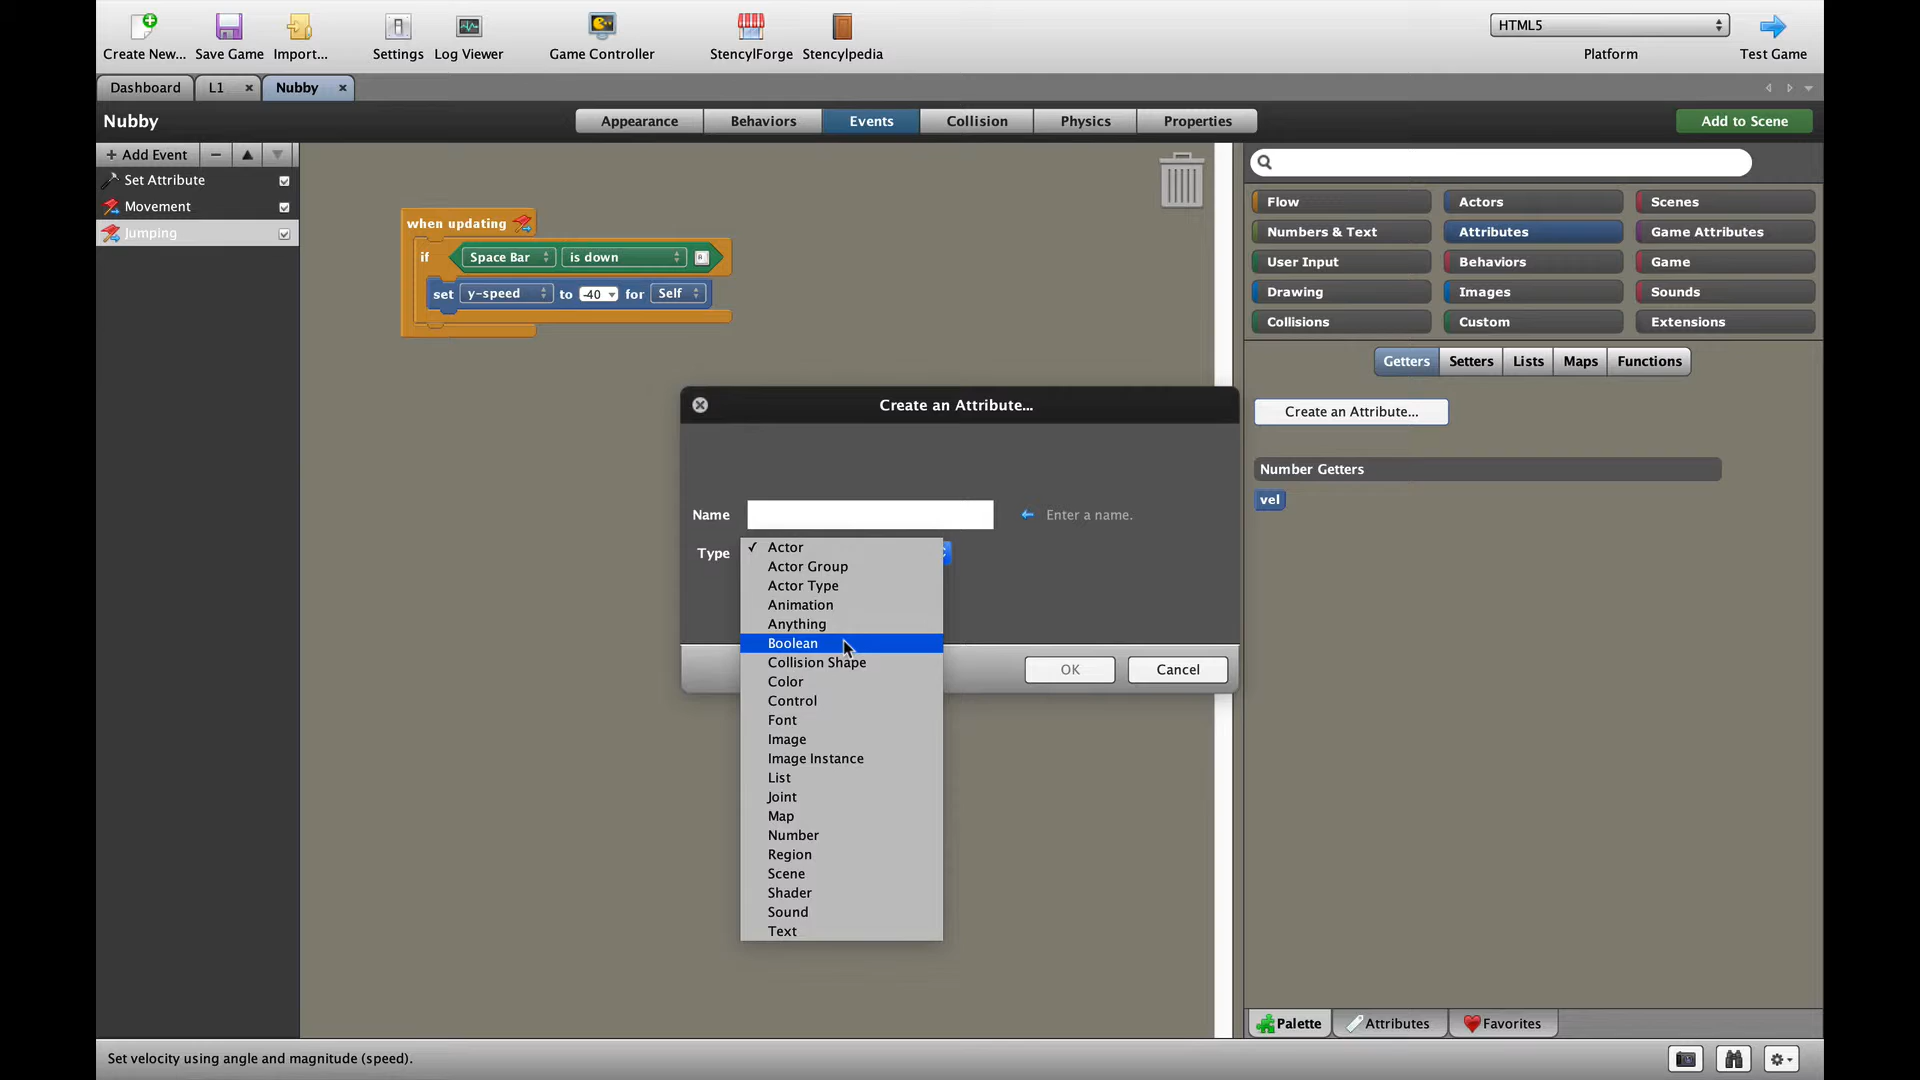 Create New... Save Game Import... Settings Log Viewer Game Controller StencylForge Stencylpedia HTML5 Platform Test Game
Dashboard L1 Nubby
Nubby Appearance Behaviors Events Collision Physics Properties Add to Scene
+ Add Event
Set Attribute
Movement
Jumping
when updating
if Space Bar is down
set y-speed to -40 for Self
Flow Actors Scenes
Numbers & Text Attributes Game Attributes
User Input Behaviors Game
Drawing Images Sounds
Collisions Custom Extensions
Getters Setters Lists Maps Functions
Create an Attribute...
Number Getters
vel
Create an Attribute...
Name Enter a name.
Type
✓ Actor
Actor Group
Actor Type
Animation
Anything
Boolean
Collision Shape
Color
Control
Font
Image
Image Instance
List
Joint
Map
Number
Region
Scene
Shader
Sound
Text
OK Cancel
Palette Attributes Favorites
Set velocity using angle and magnitude (speed).